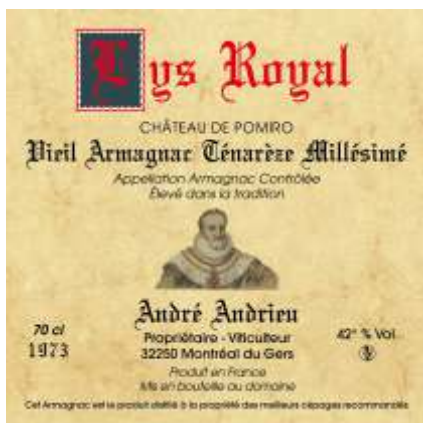 Lys Royal
CHÂTEAU DE POMIRO
Vieil Armagnac Ténarèze Millésimé
Appellation Armagnac Contrôlée
Élevé dans la tradition
André Andrieu
Propriétaire - Viticulteur
32250 Montréal du Gers
70 cl
1973
42° % Vol.
Produit en France
Mis en bouteille au domaine
Cet Armagnac est le produit distillé à la propriété des meilleurs cépages recommandés